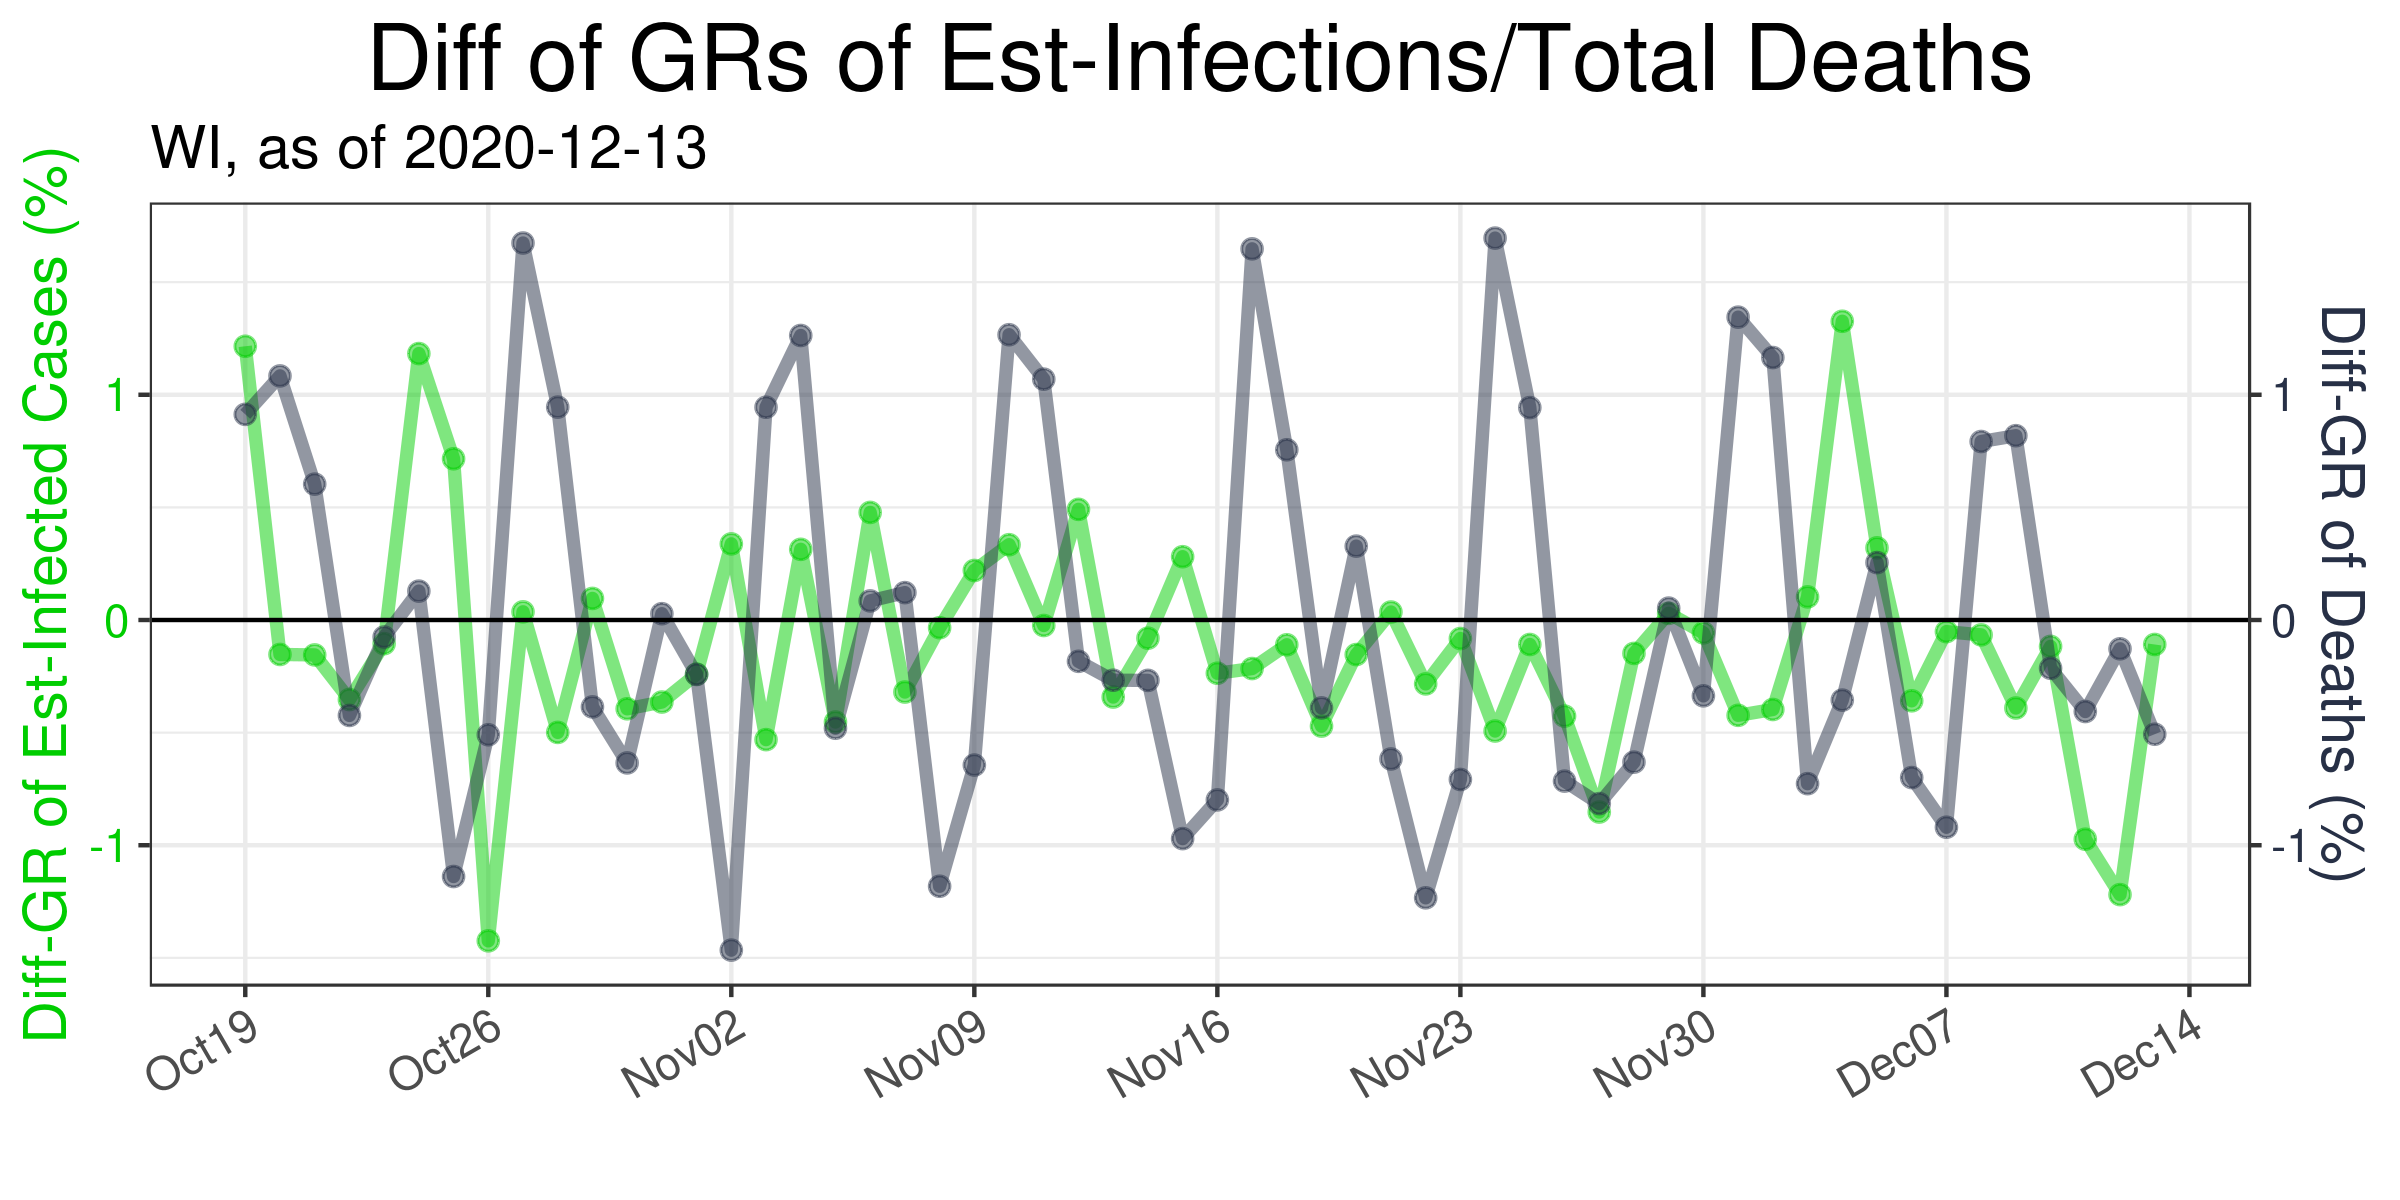 Diff of GRs of Est-Infections/Total Deaths
WI, as of 2020-12-13
Diff-GR of Est-Infected Cases (%)
1
0
-1
1
0
-1
Diff-GR of Deaths (%)
Oct19
Oct26
Nov02
Nov09
Nov16
Nov23
Nov30
Dec07
Dec14